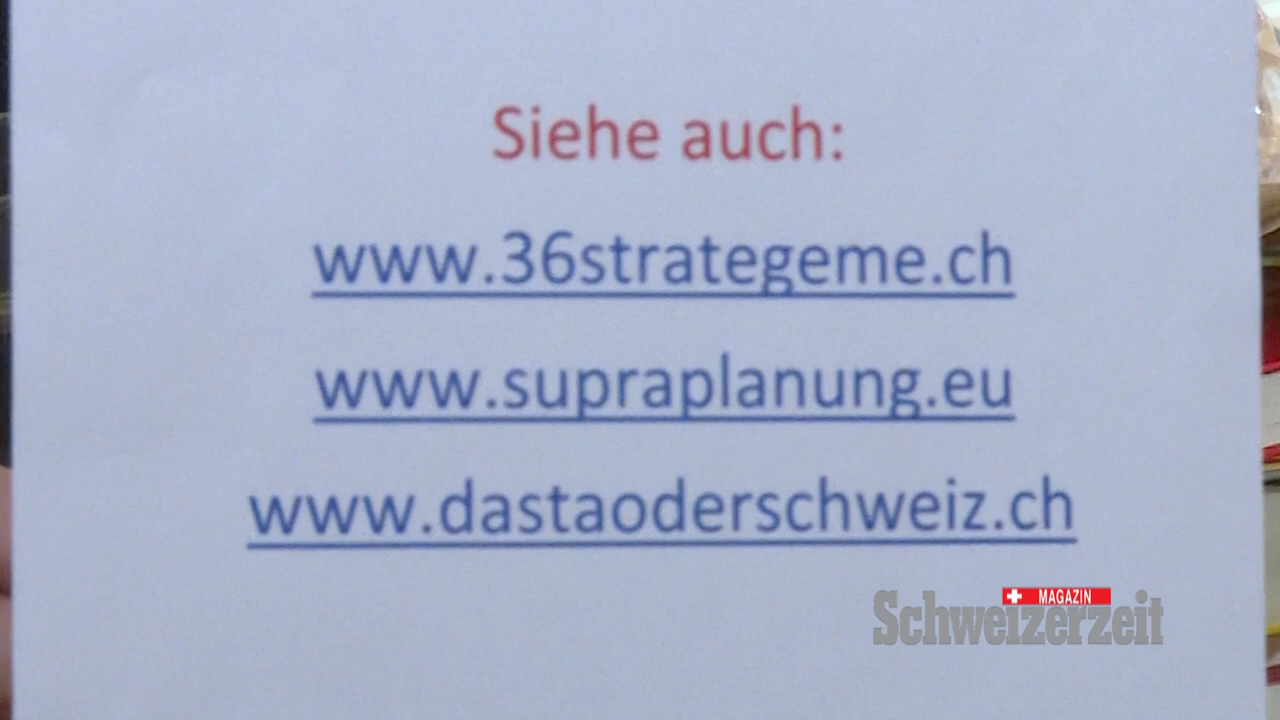 Siehe auch:
www.36strategeme.ch
www.supraplanung.eu
www.dastaoderschweiz.ch
MAGAZIN
Schweizerzeit